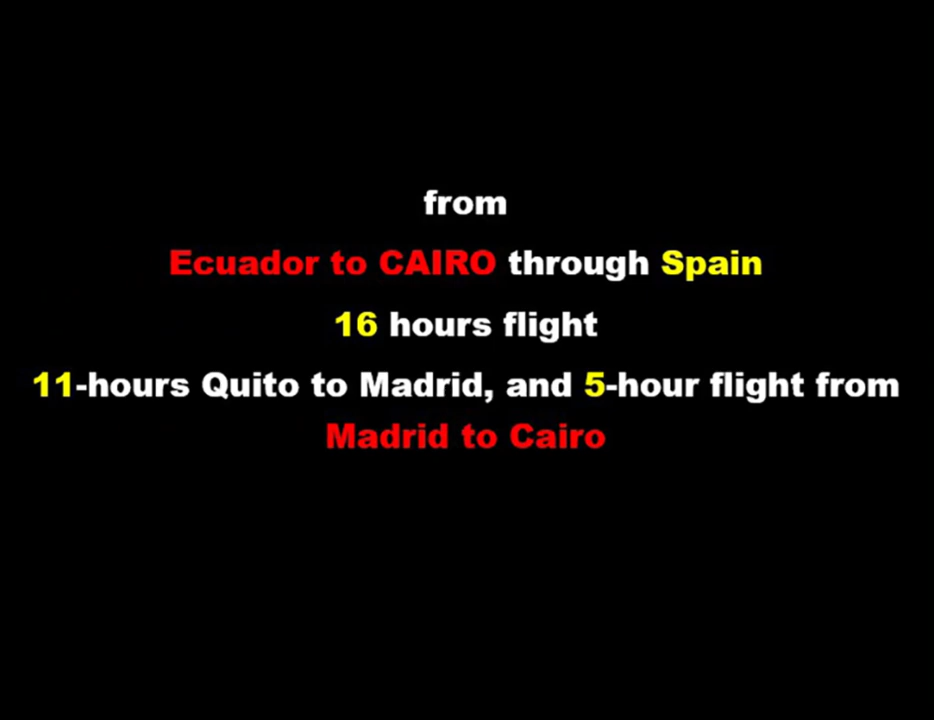 from
Ecuador to CAIRO through Spain
16 hours flight
11-hours Quito to Madrid, and 5-hour flight from
Madrid to Cairo